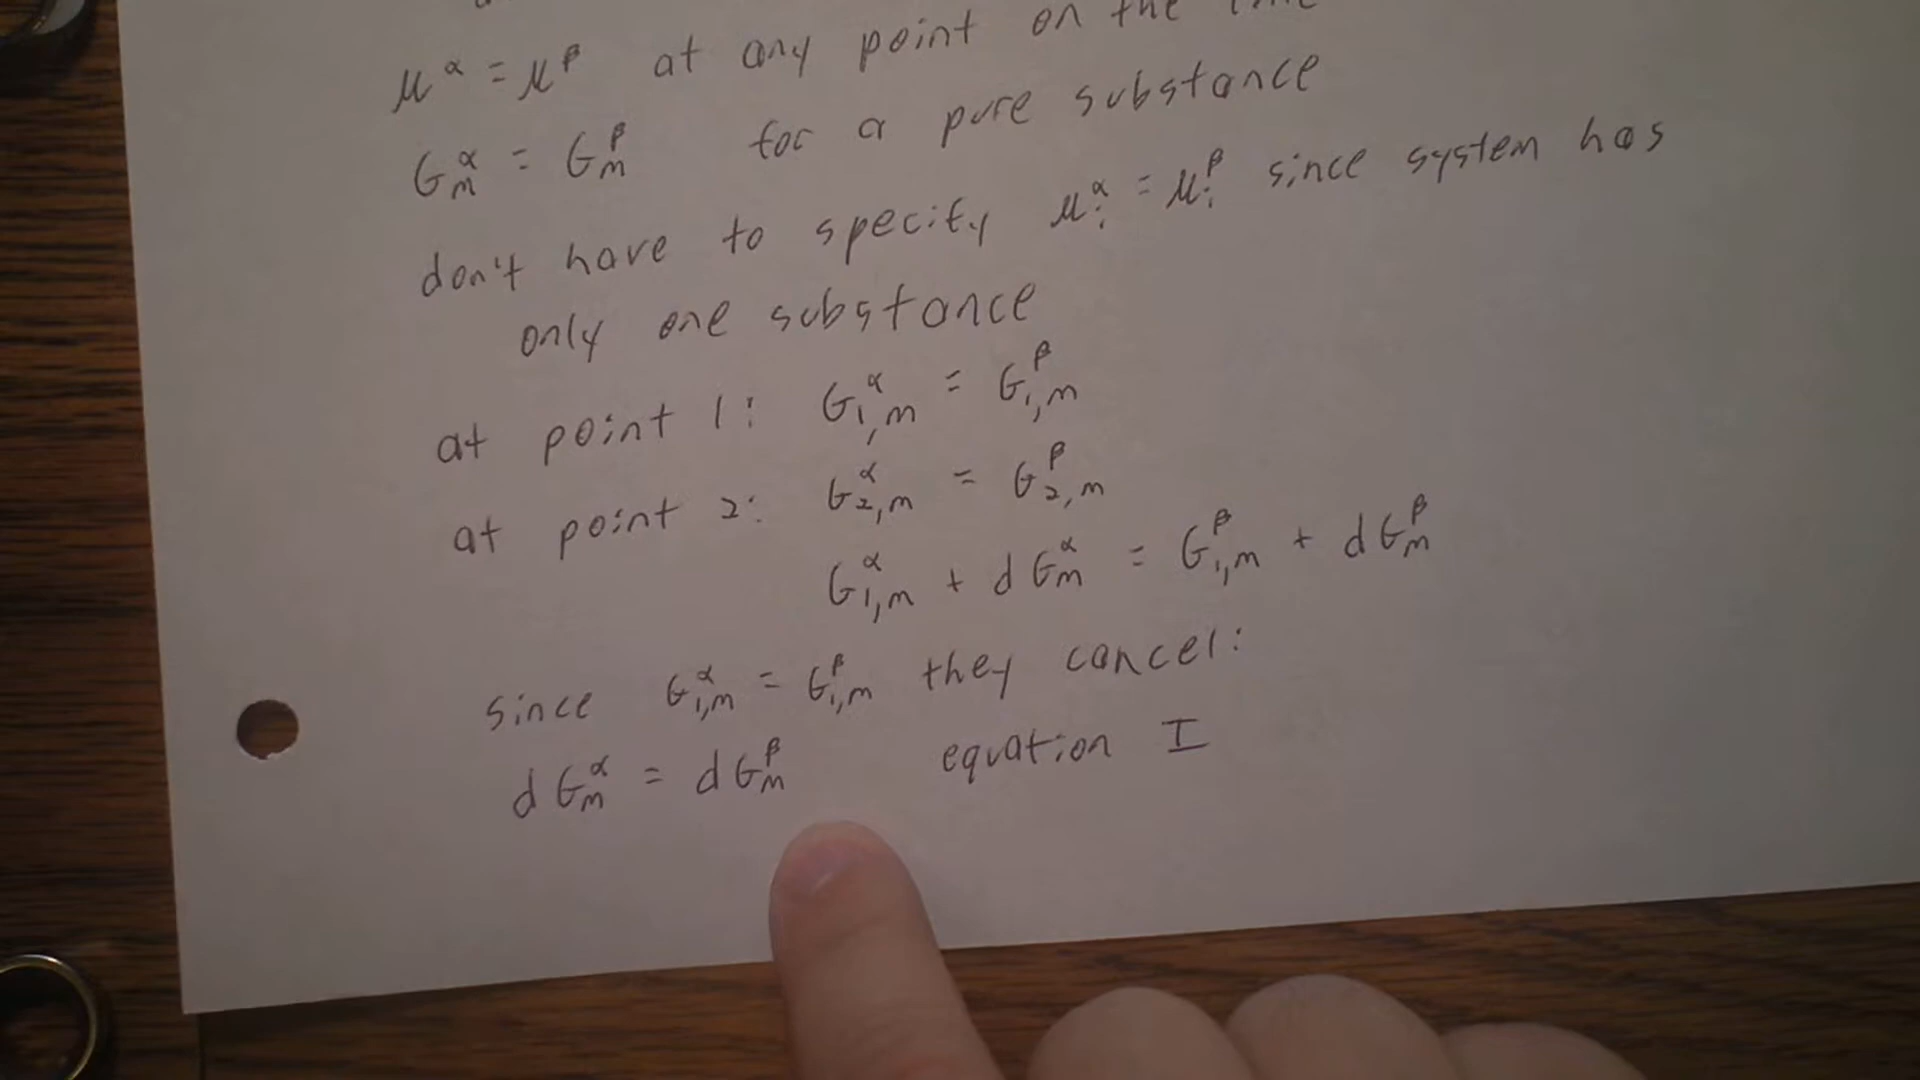 μ^α = μ^β at any point on the line
G_m^α = G_m^β for a pure substance
don't have to specify μ_i^α = μ_i^β since system has
only one substance
at point 1: G_{1,m}^α = G_{1,m}^β
at point 2: G_{2,m}^α = G_{2,m}^β
G_{1,m}^α + dG_m^α = G_{1,m}^β + dG_m^β
since G_{1,m}^α = G_{1,m}^β they cancel:
dG_m^α = dG_m^β equation I